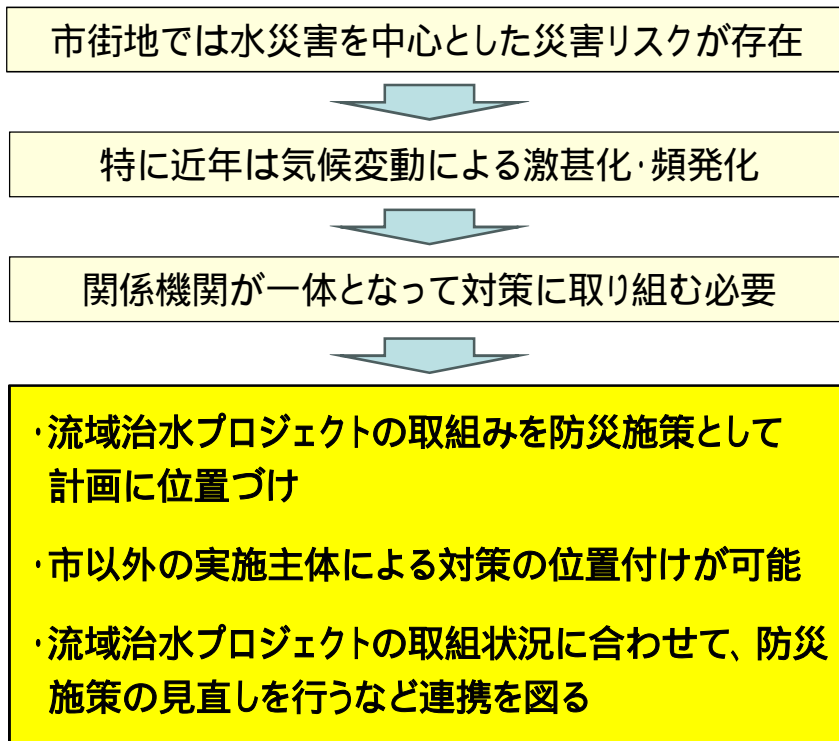 市街地では水災害を中心とした災害リスクが存在
特に近年は気候変動による激甚化・頻発化
関係機関が一体となって対策に取り組む必要
・流域治水プロジェクトの取組みを防災施策として
計画に位置づけ
・市以外の実施主体による対策の位置付けが可能
・流域治水プロジェクトの取組状況に合わせて、防災
施策の見直しを行うなど連携を図る